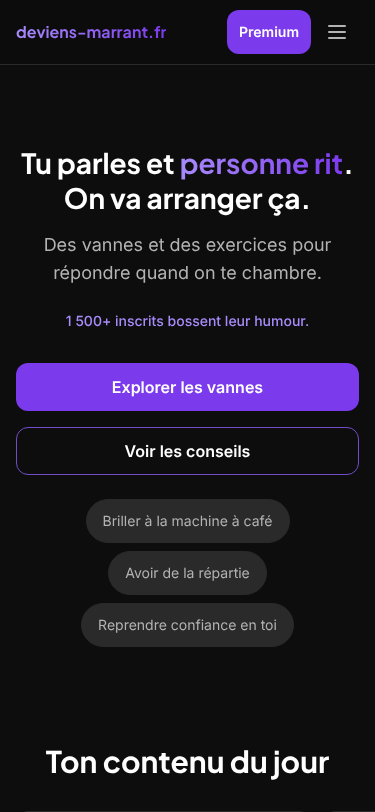 deviens-marrant.fr
Premium
Tu parles et personne rit.
On va arranger ça.
Des vannes et des exercices pour
répondre quand on te chambre.
1 500+ inscrits bossent leur humour.
Explorer les vannes
Voir les conseils
Briller à la machine à café
Avoir de la répartie
Reprendre confiance en toi
Ton contenu du jour